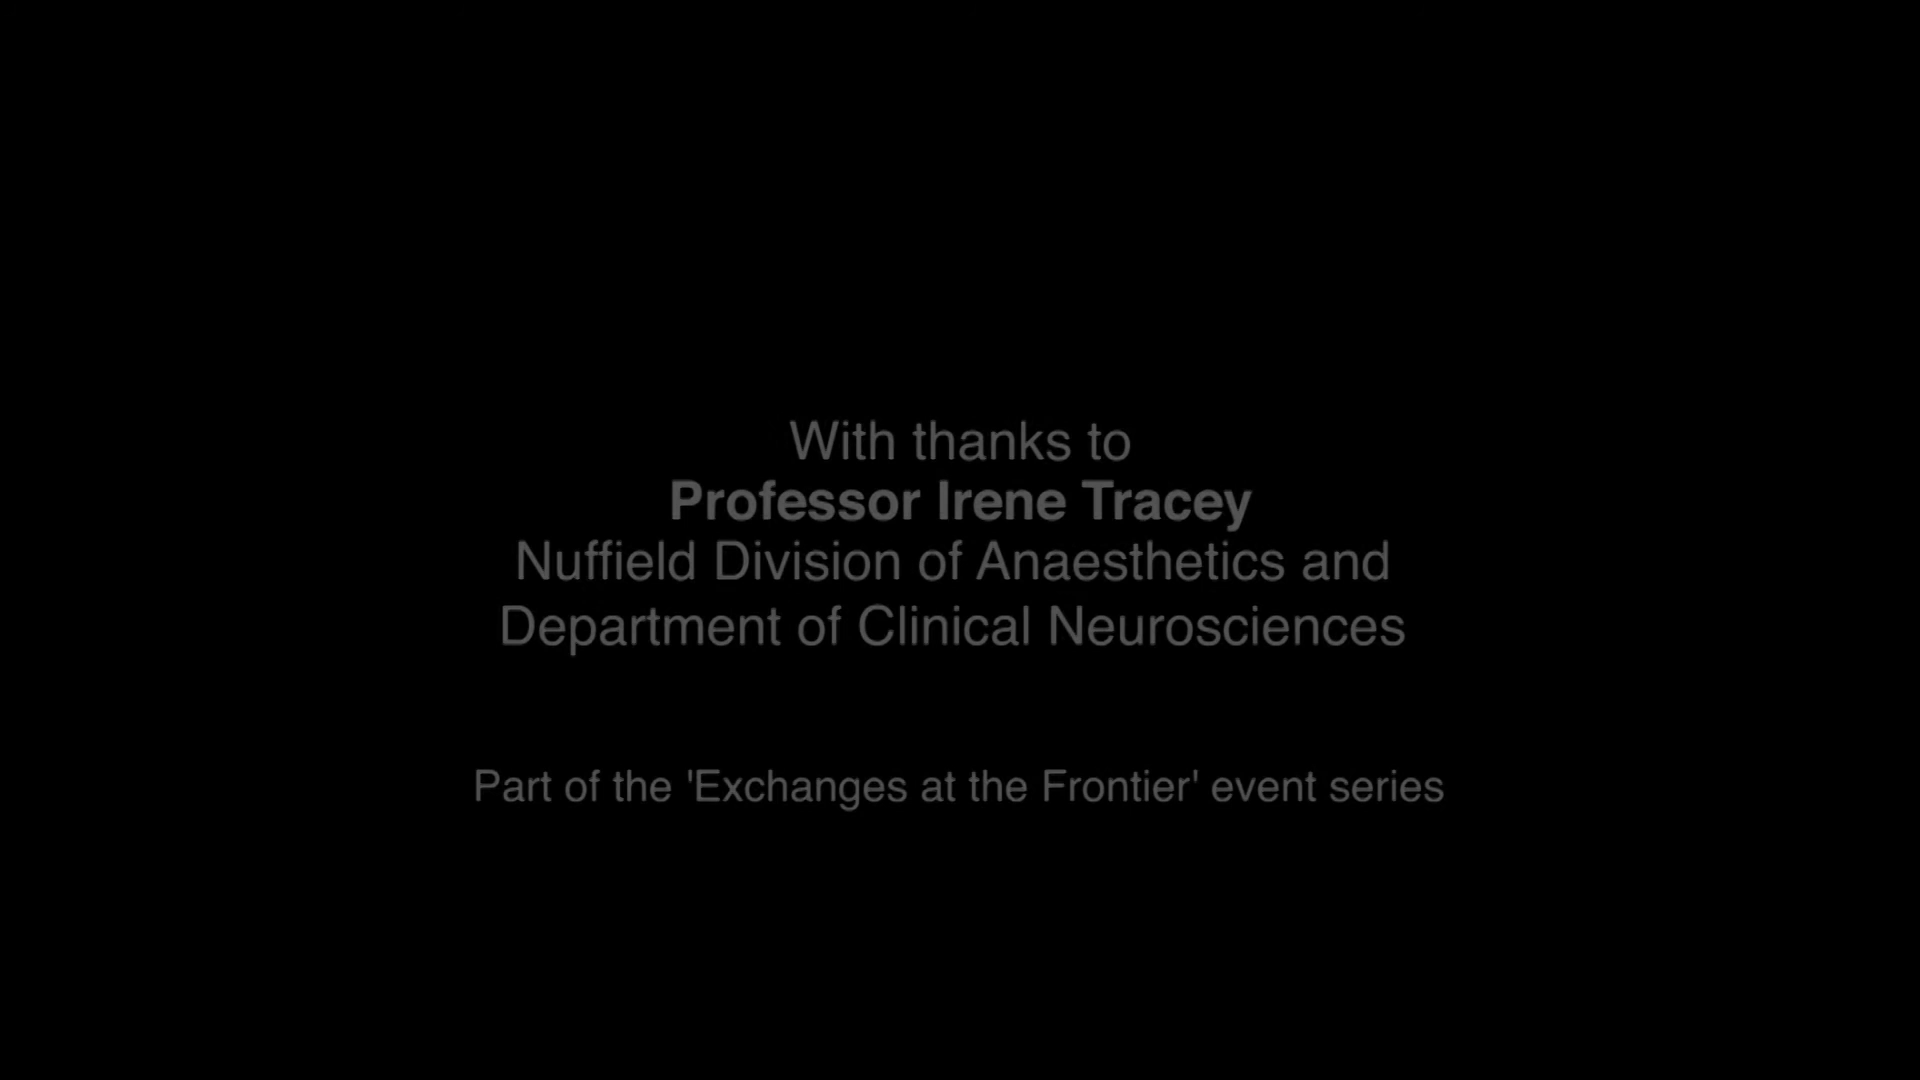 With thanks to
Professor Irene Tracey
Nuffield Division of Anaesthetics and
Department of Clinical Neurosciences
Part of the 'Exchanges at the Frontier' event series